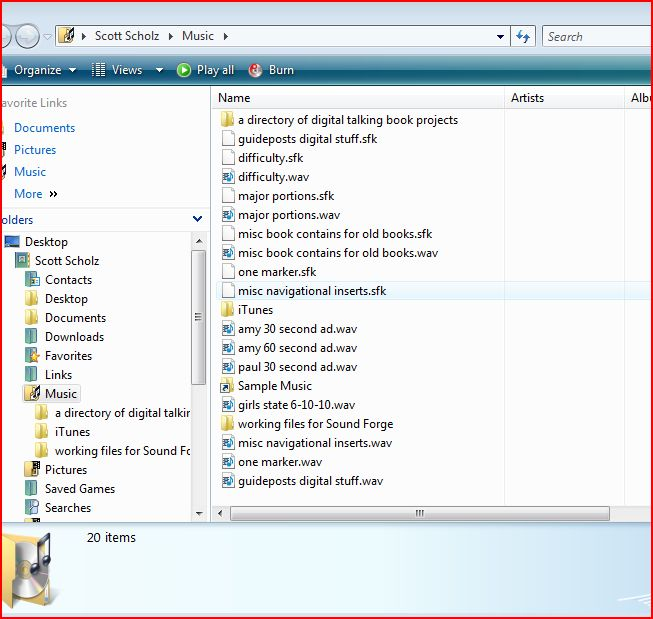 Scott Scholz Music
Search
Organize Views Play all Burn
avorite Links
Documents
Pictures
Music
More
olders
Desktop
Scott Scholz
Contacts
Desktop
Documents
Downloads
Favorites
Links
Music
a directory of digital talkin
iTunes
working files for Sound Fo
Pictures
Saved Games
Searches
Name Artists Albu
a directory of digital talking book projects
guideposts digital stuff.sfk
difficulty.sfk
difficulty.wav
major portions.sfk
major portions.wav
misc book contains for old books.sfk
misc book contains for old books.wav
one marker.sfk
misc navigational inserts.sfk
iTunes
amy 30 second ad.wav
amy 60 second ad.wav
paul 30 second ad.wav
Sample Music
girls state 6-10-10.wav
working files for Sound Forge
misc navigational inserts.wav
one marker.wav
guideposts digital stuff.wav
20 items